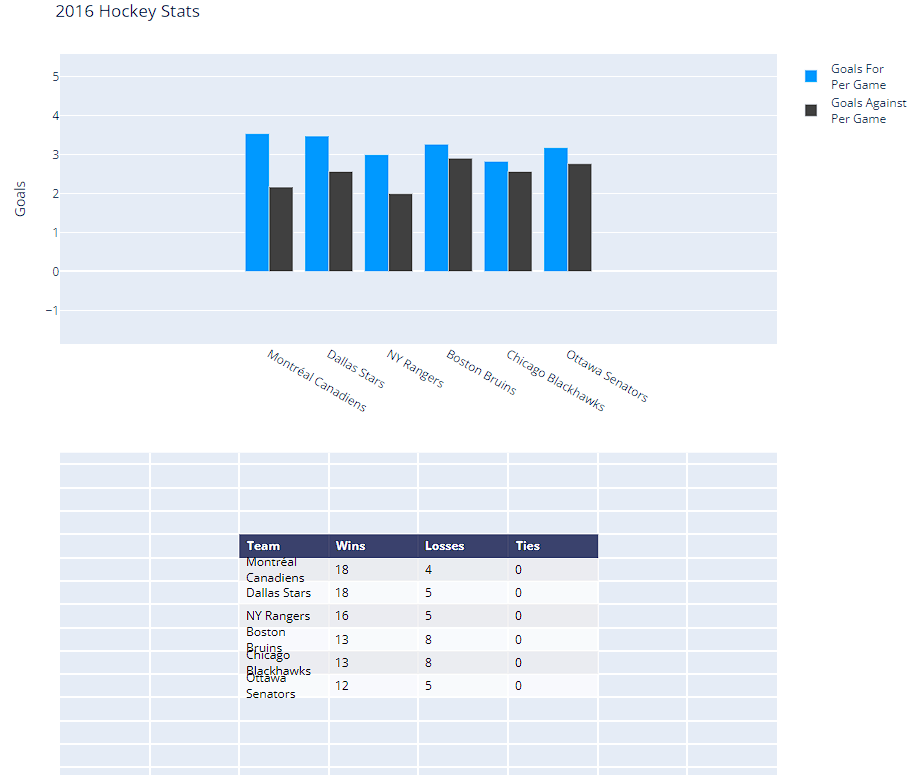 2016 Hockey Stats
Goals
5
4
3
2
1
0
−1
Goals For
Per Game
Goals Against
Per Game
Montréal Canadiens
Dallas Stars
NY Rangers
Boston Bruins
Chicago Blackhawks
Ottawa Senators
Team Wins Losses Ties
Montréal
Canadiens 18 4 0
Dallas Stars 18 5 0
NY Rangers 16 5 0
Boston
Bruins 13 8 0
Chicago
Blackhawks 13 8 0
Ottawa
Senators 12 5 0